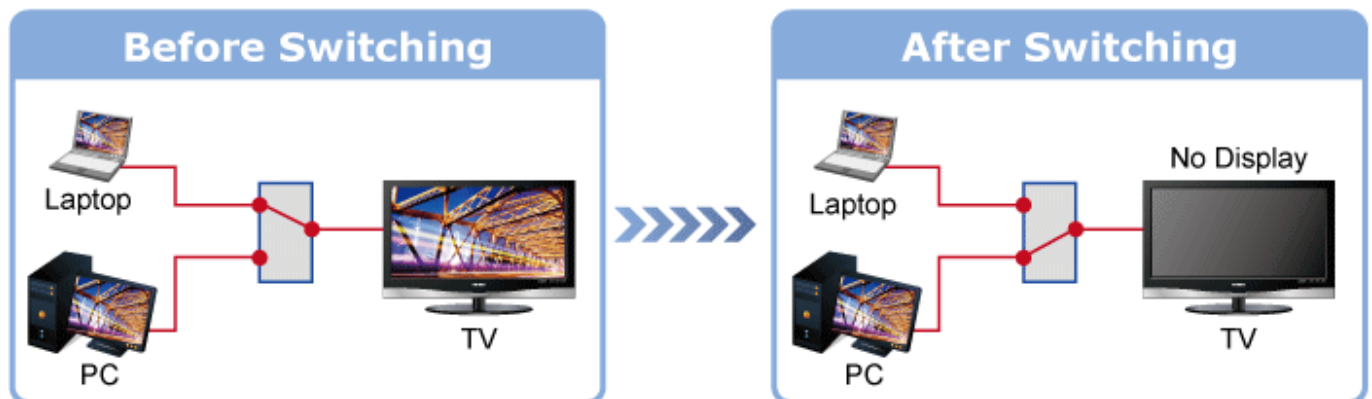 Before Switching
Laptop
PC
TV
After Switching
No Display
Laptop
PC
TV